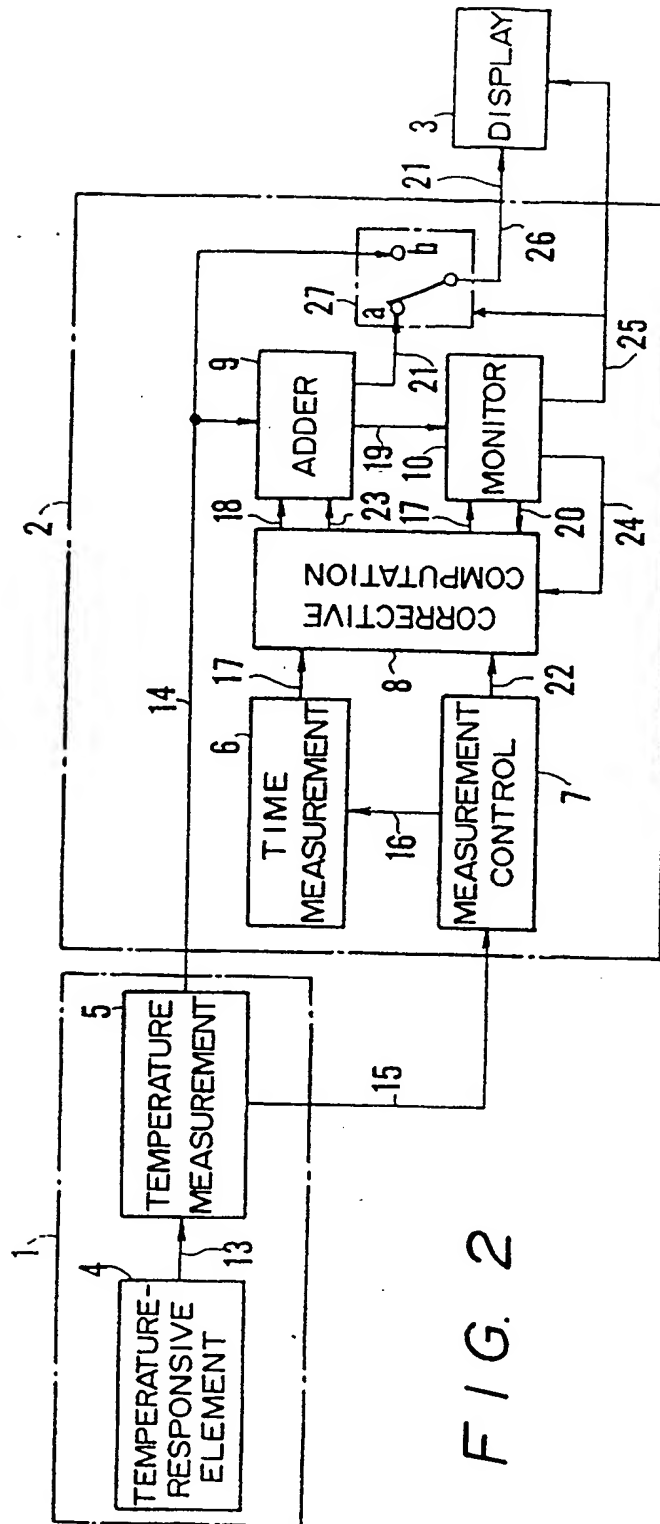 1
4
TEMPERATURE-
RESPONSIVE
ELEMENT
13
5
TEMPERATURE
MEASUREMENT
14
15
2
6
TIME
MEASUREMENT
16
MEASUREMENT
CONTROL
7
17
22
8
CORRECTIVE
COMPUTATION
18
23
17
20
24
9
ADDER
19
10
MONITOR
21
27
a
b
25
26
21
3
DISPLAY
FIG. 2